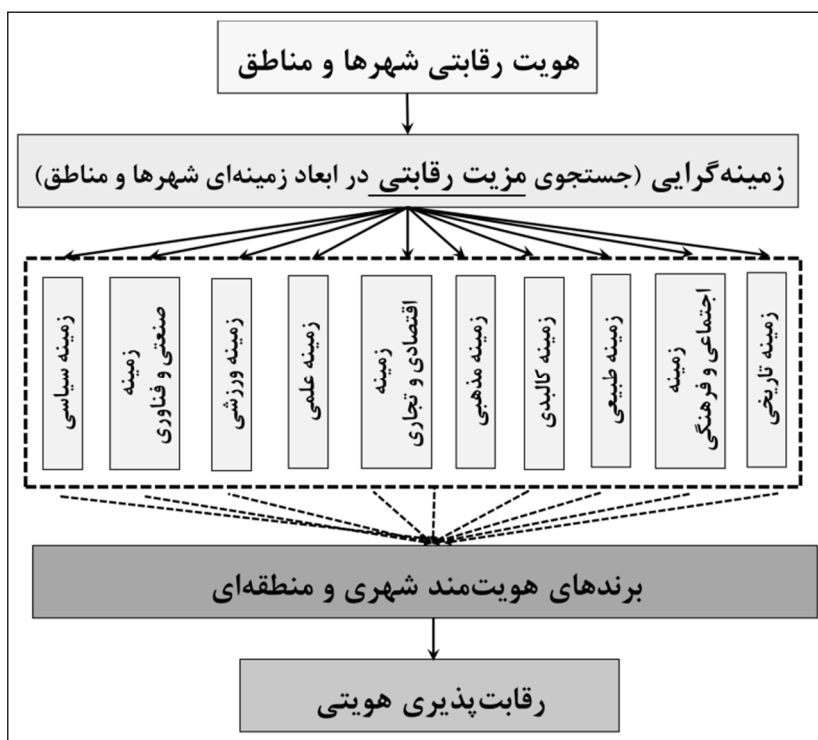 هویت رقابتی شهرها و مناطق
زمینه‌گرایی (جستجوی مزیت رقابتی در ابعاد زمینه‌ای شهرها و مناطق)
زمینه تاریخی
زمینه
اجتماعی و فرهنگی
زمینه طبیعی
زمینه کالبدی
زمینه مذهبی
زمینه
اقتصادی و تجاری
زمینه علمی
زمینه ورزشی
زمینه
صنعتی و فناوری
زمینه سیاسی
برندهای هویت‌مند شهری و منطقه‌ای
رقابت‌پذیری هویتی